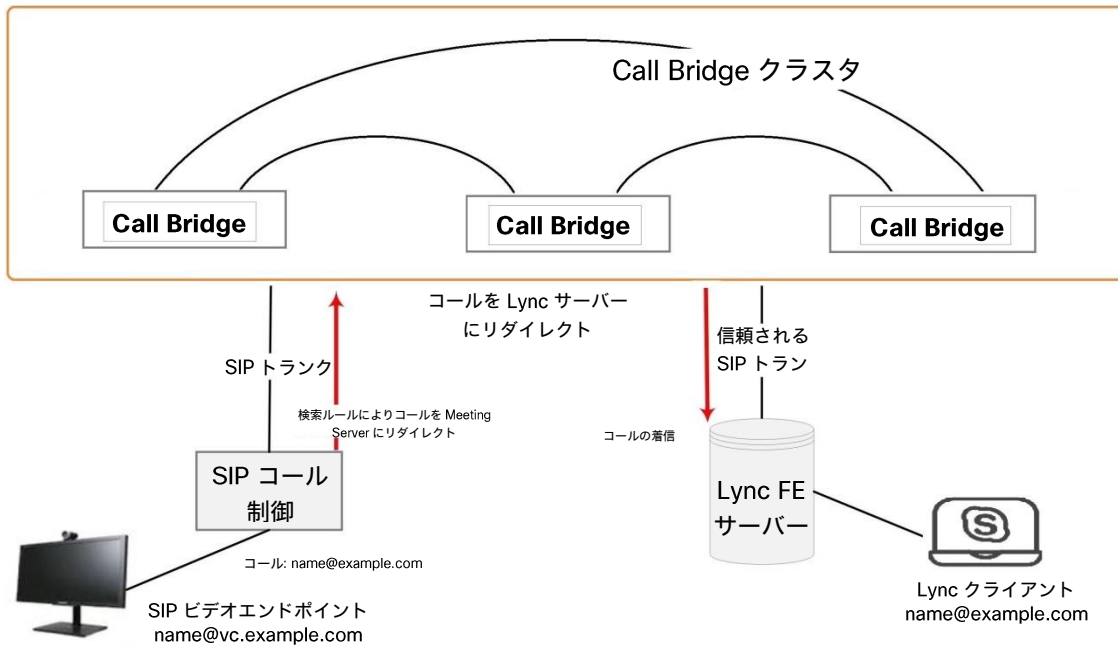 Call Bridge クラスタ
Call Bridge
Call Bridge
Call Bridge
コールを Lync サーバー
にリダイレクト
SIP トランク
信頼される
SIP トラン
検索ルールによりコールを Meeting
Server にリダイレクト
コールの着信
SIP コール
制御
Lync FE
サーバー
S
コール: name@example.com
SIP ビデオエンドポイント
name@vc.example.com
Lync クライアント
name@example.com